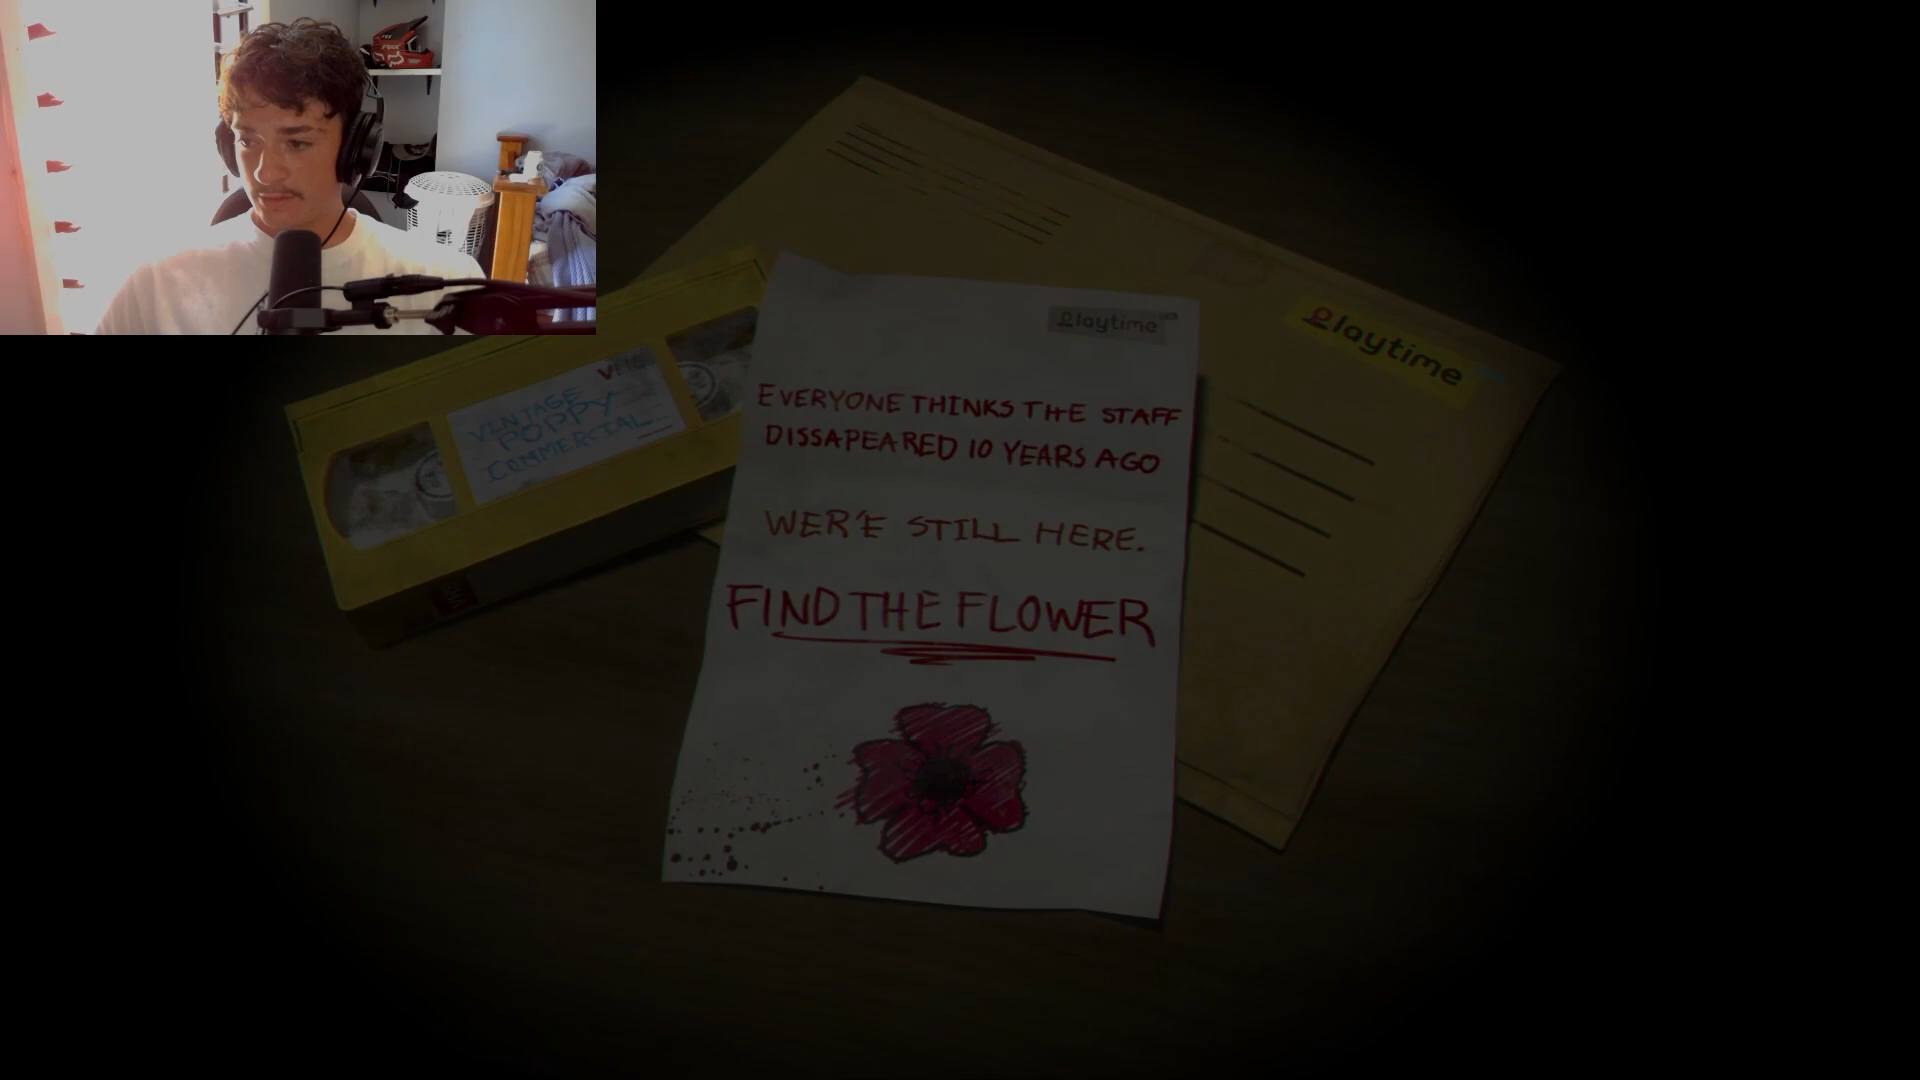 FOX
VHS
VINTAGE
POPPY
COMMERCIAL
Playtime
Playtime
EVERYONE THINKS THE STAFF
DISSAPEARED 10 YEARS AGO
WER'E STILL HERE.
FIND THE FLOWER